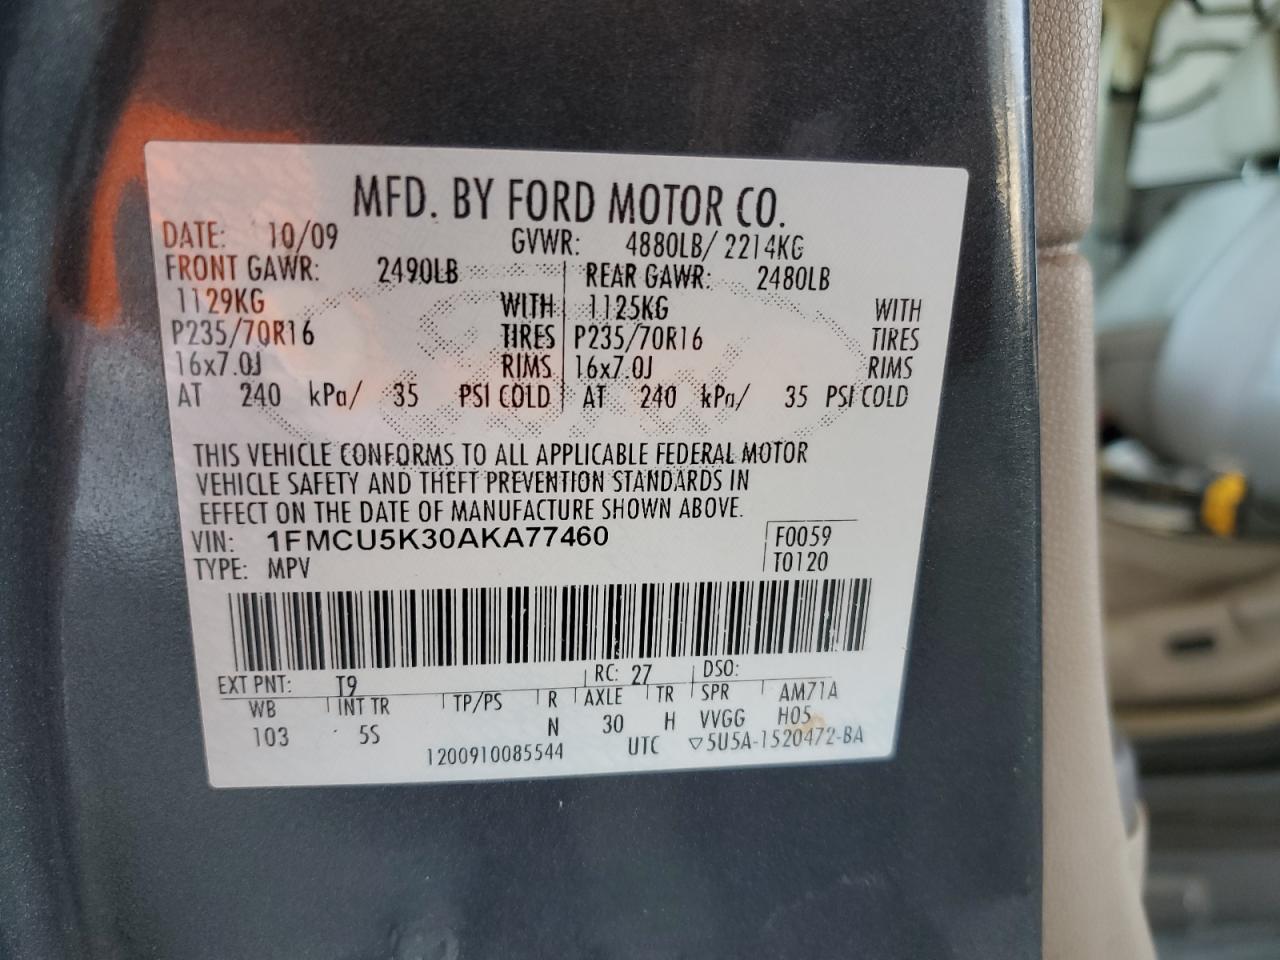 MFD. BY FORD MOTOR CO.
DATE: 10/09 GVWR: 4880LB/ 2214KG
FRONT GAWR: 2490LB REAR GAWR: 2480LB
1129KG WITH 1125KG WITH
P235/70R16 TIRES P235/70R16 TIRES
16x7.0J RIMS 16x7.0J RIMS
AT 240 kPa/ 35 PSI COLD AT 240 kPa/ 35 PSI COLD
THIS VEHICLE CONFORMS TO ALL APPLICABLE FEDERAL MOTOR
VEHICLE SAFETY AND THEFT PREVENTION STANDARDS IN
EFFECT ON THE DATE OF MANUFACTURE SHOWN ABOVE.
VIN: 1FMCU5K30AKA77460 F0059
TYPE: MPV T0120
EXT PNT: T9 RC: 27 DSO:
WB INT TR TP/PS R AXLE TR SPR AM71A
103 5S N 30 H VVGG H05
1200910085544 UTC ▽5U5A-1520472-BA